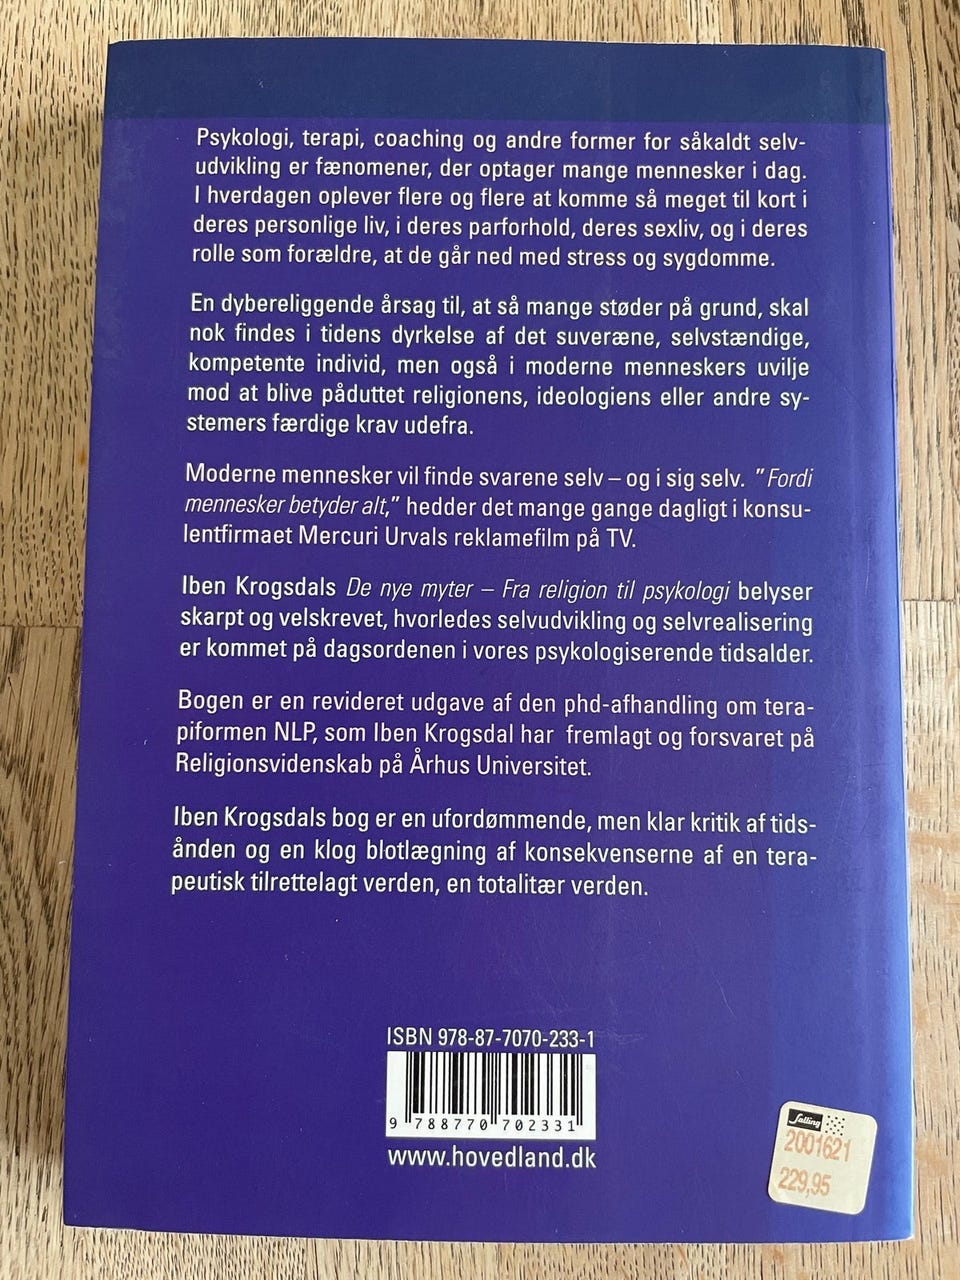 Psykologi, terapi, coaching og andre former for såkaldt selv-
udvikling er fænomener, der optager mange mennesker i dag.
I hverdagen oplever flere og flere at komme så meget til kort i
deres personlige liv, i deres parforhold, deres sexliv, og i deres
rolle som forældre, at de går ned med stress og sygdomme.
En dybereliggende årsag til, at så mange støder på grund, skal
nok findes i tidens dyrkelse af det suveræne, selvstændige,
kompetente individ, men også i moderne menneskers uvilje
mod at blive påduttet religionens, ideologiens eller andre sy-
stemers færdige krav udefra.
Moderne mennesker vil finde svarene selv – og i sig selv. "Fordi
mennesker betyder alt," hedder det mange gange dagligt i konsu-
lentfirmaet Mercuri Urvals reklamefilm på TV.
Iben Krogsdals De nye myter – Fra religion til psykologi belyser
skarpt og velskrevet, hvorledes selvudvikling og selvrealisering
er kommet på dagsordenen i vores psykologiserende tidsalder.
Bogen er en revideret udgave af den phd-afhandling om tera-
piformen NLP, som Iben Krogsdal har fremlagt og forsvaret på
Religionsvidenskab på Århus Universitet.
Iben Krogsdals bog er en ufordømmende, men klar kritik af tids-
ånden og en klog blotlægning af konsekvenserne af en tera-
peutisk tilrettelagt verden, en totalitær verden.
ISBN 978-87-7070-233-1
9 788770 702331
www.hovedland.dk
Salling
2001621
229,95